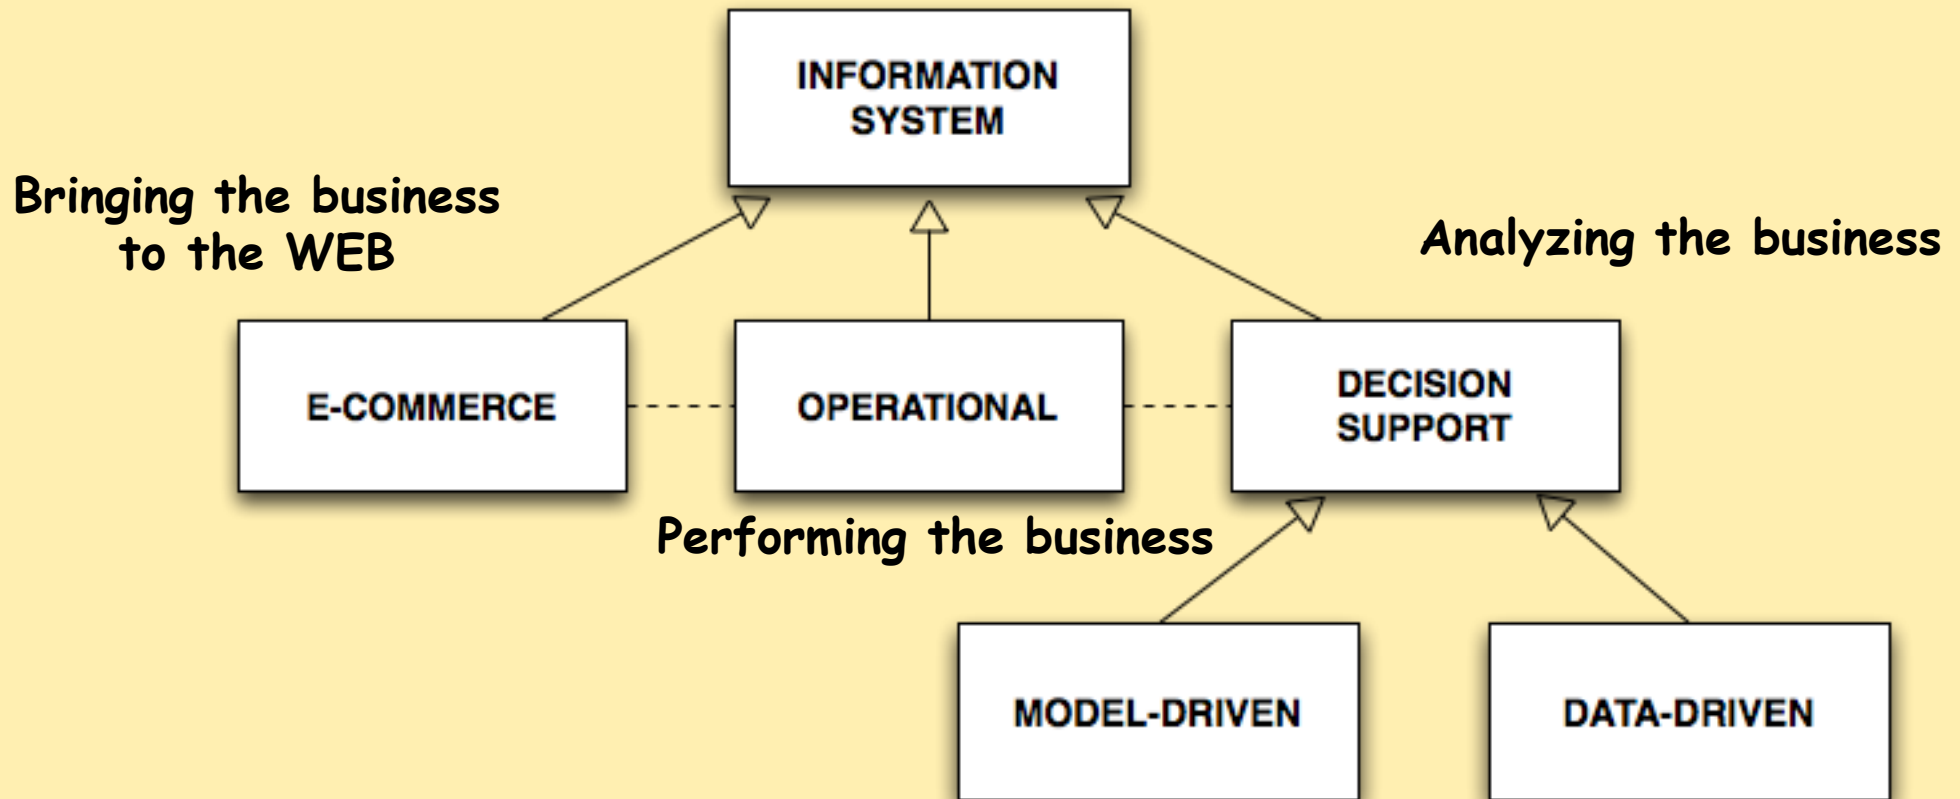 INFORMATION
SYSTEM
Bringing the business
to the WEB
Analyzing the business
E-COMMERCE
OPERATIONAL
DECISION
SUPPORT
Performing the business
MODEL-DRIVEN
DATA-DRIVEN